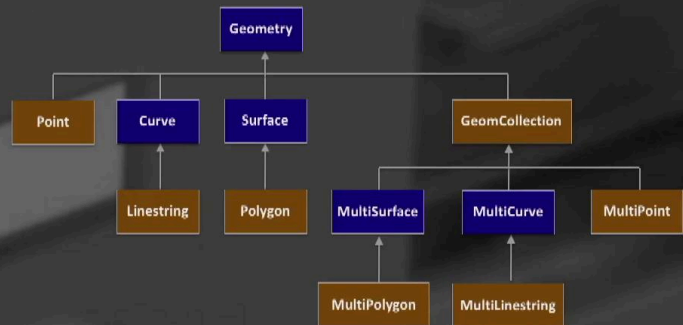 Geometry
Point
Curve
Surface
GeomCollection
Linestring
Polygon
MultiSurface
MultiCurve
MultiPoint
MultiPolygon
MultiLinestring